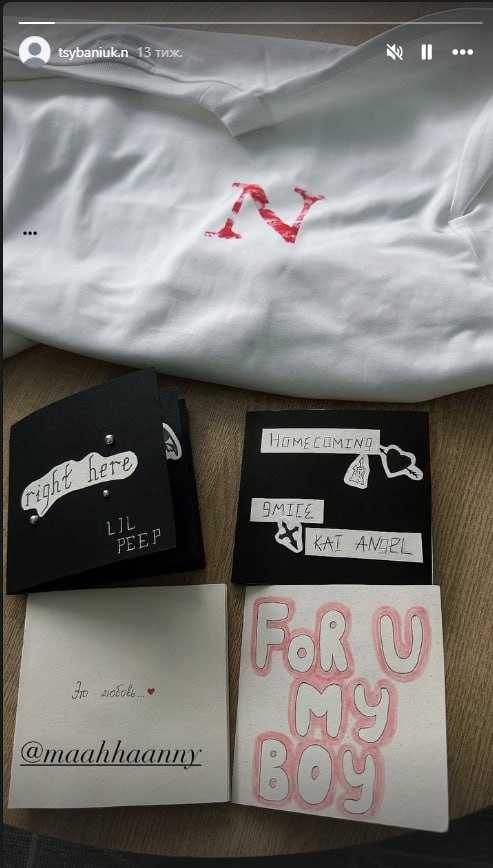 tsybaniuk.n 13 тиж.
N
right here
LIL
PEEP
HOMECOMING
9MICE
KAI ANGEL
Это любовь...
@maahhaanny
FOR U
MY
BOY